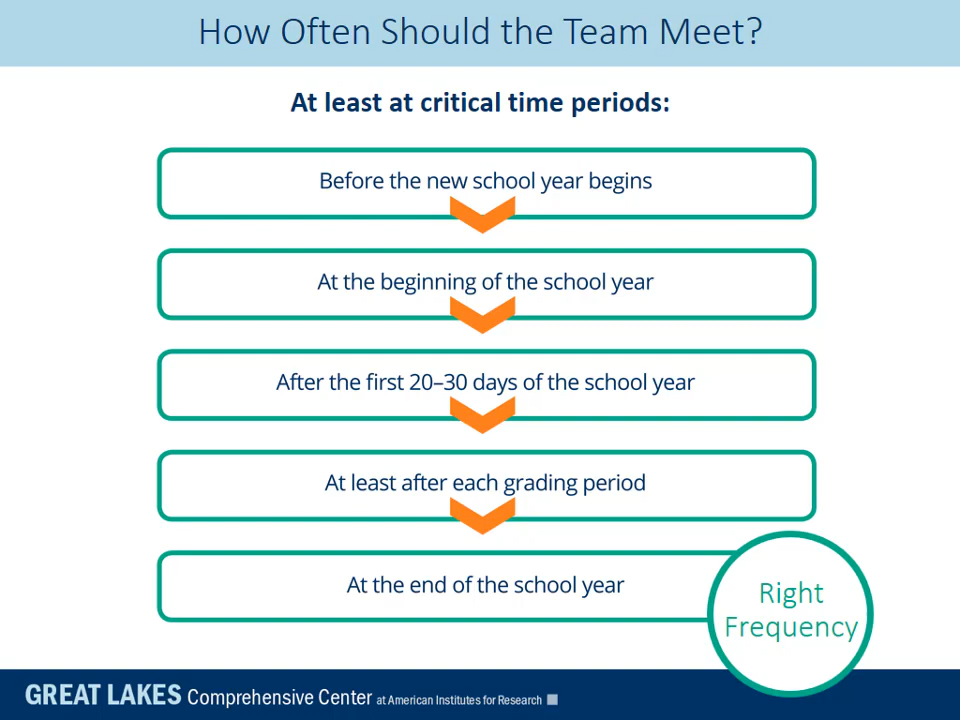 How Often Should the Team Meet?
At least at critical time periods:
Before the new school year begins
At the beginning of the school year
After the first 20–30 days of the school year
At least after each grading period
At the end of the school year
Right
Frequency
GREAT LAKES Comprehensive Center at American Institutes for Research